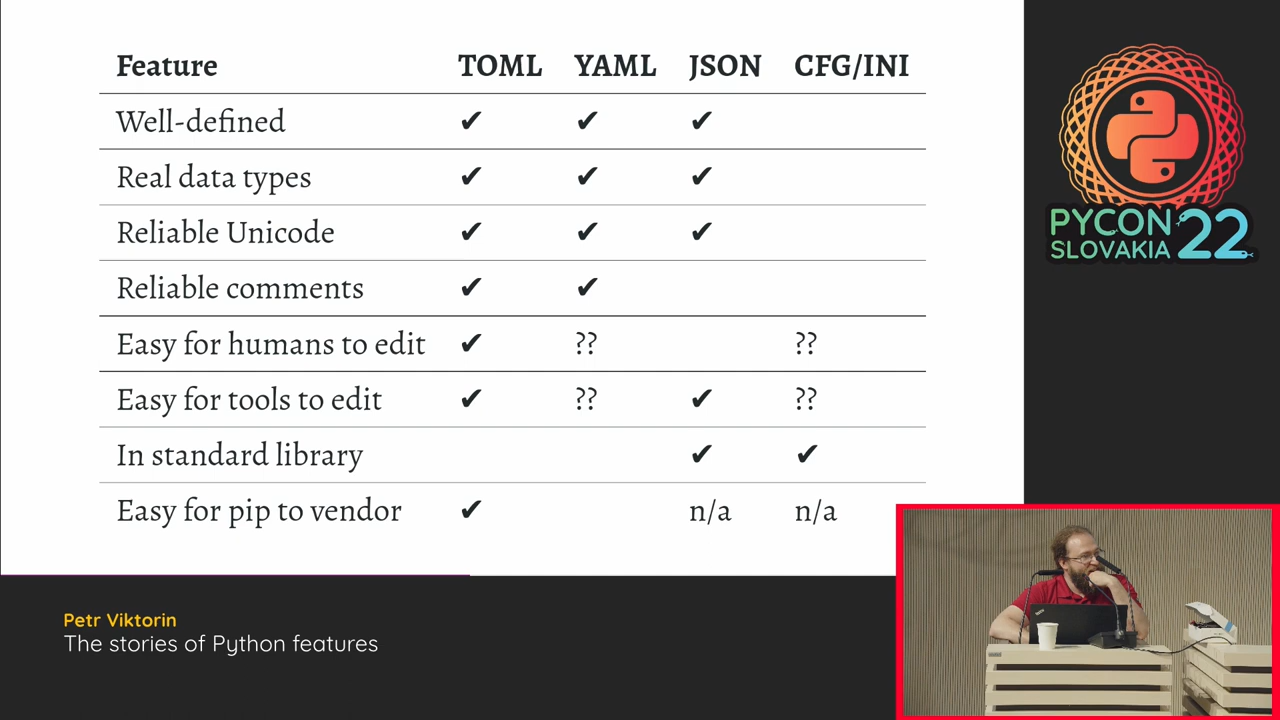 Feature TOML YAML JSON CFG/INI
Well-defined ✔ ✔ ✔
Real data types ✔ ✔ ✔
Reliable Unicode ✔ ✔ ✔
Reliable comments ✔ ✔
Easy for humans to edit ✔ ?? ??
Easy for tools to edit ✔ ?? ✔ ??
In standard library ✔ ✔
Easy for pip to vendor ✔ n/a n/a
PYCON 22
SLOVAKIA
Petr Viktorin
The stories of Python features